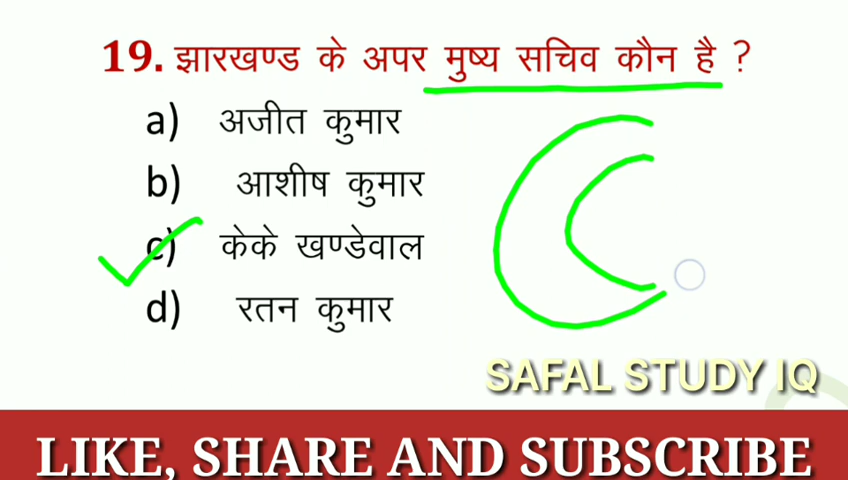 19. झारखण्ड के अपर मुष्य सचिव कौन है ?
a) अजीत कुमार
b) आशीष कुमार
c) केके खण्डेवाल
d) रतन कुमार
SAFAL STUDY IQ
LIKE, SHARE AND SUBSCRIBE